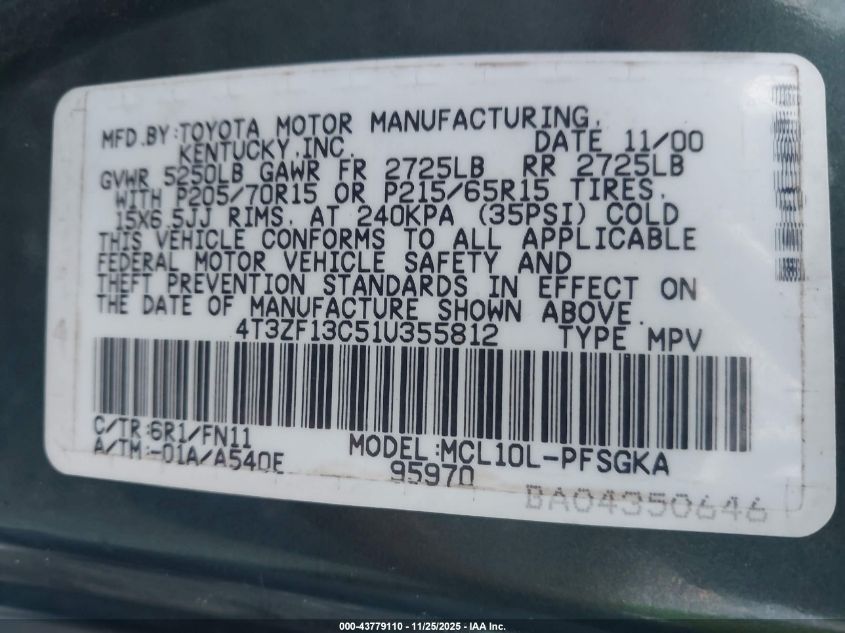 MFD.BY:TOYOTA MOTOR MANUFACTURING,
KENTUCKY,INC. DATE 11/00
GVWR 5250LB GAWR FR 2725LB RR 2725LB
WITH P205/70R15 OR P215/65R15 TIRES,
15X6.5JJ RIMS, AT 240KPA (35PSI) COLD
THIS VEHICLE CONFORMS TO ALL APPLICABLE
FEDERAL MOTOR VEHICLE SAFETY AND
THEFT PREVENTION STANDARDS IN EFFECT ON
THE DATE OF MANUFACTURE SHOWN ABOVE.
4T3ZF13C51U355812 TYPE MPV
C/TR:6R1/FN11
A/TM:-01A/A540E
MODEL:MCL10L-PFSGKA
95970
BA04350646
000-43779110 - 11/25/2025 - IAA Inc.